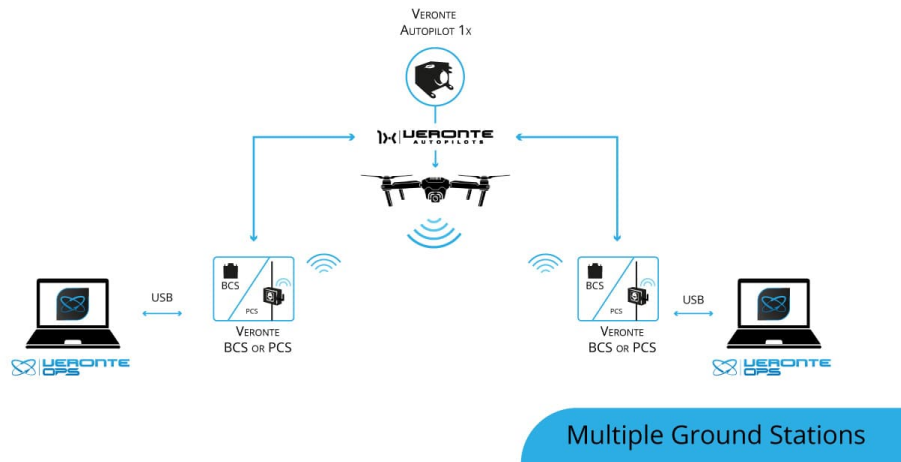 Veronte
Autopilot 1x
1x VERONTE
AUTOPILOTS
BCS
PCS
USB
Veronte
BCS or PCS
VERONTE
OPS
BCS
PCS
USB
Veronte
BCS or PCS
VERONTE
OPS
Multiple Ground Stations